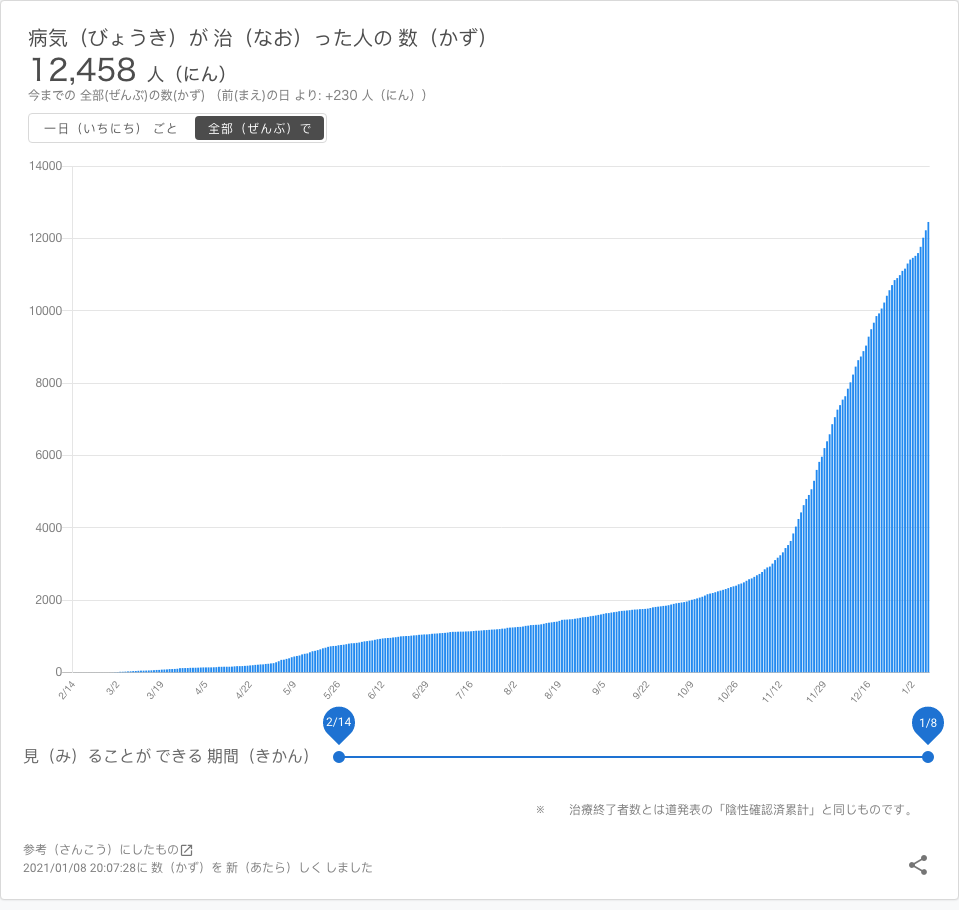 病気（びょうき）が 治（なお）った人の 数（かず）
12,458 人（にん）
今までの 全部(ぜんぶ)の数(かず) （前(まえ)の日 より: +230 人（にん））
一日（いちにち） ごと 全部（ぜんぶ）で
14000
12000
10000
8000
6000
4000
2000
0
2/14 3/2 3/19 4/5 4/22 5/9 5/26 6/12 6/29 7/16 8/2 8/19 9/5 9/22 10/9 10/26 11/12 11/29 12/16 1/2
2/14 1/8
見（み）ることが できる 期間（きかん）
※ 治療終了者数とは道発表の「陰性確認済累計」と同じものです。
参考（さんこう）にしたもの
2021/01/08 20:07:28に 数（かず）を 新（あたら）しく しました